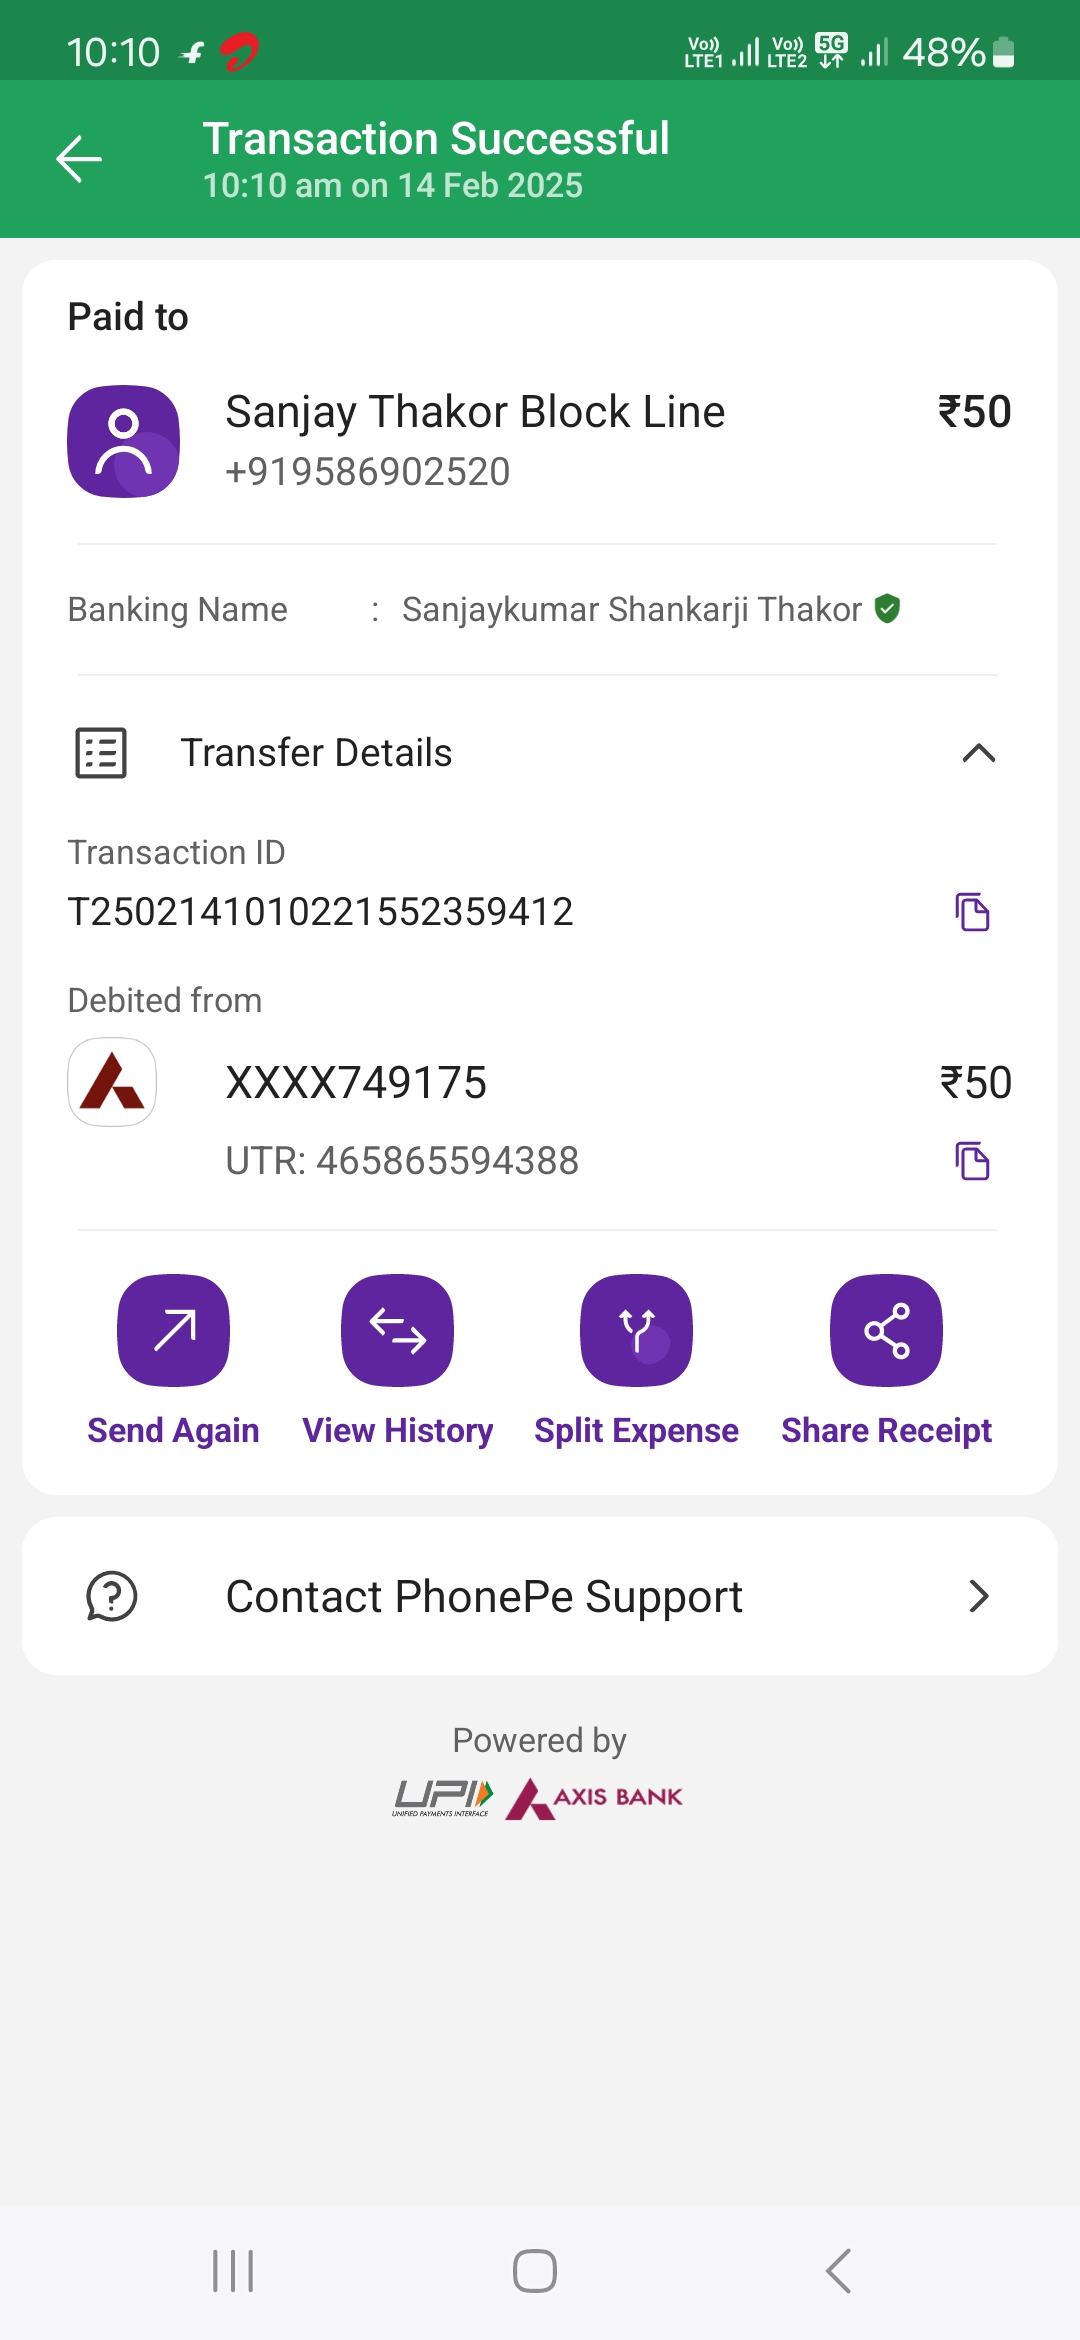 10:10 Vo)) LTE1 Vo)) LTE2 5G 48%
Transaction Successful
10:10 am on 14 Feb 2025
Paid to
Sanjay Thakor Block Line ₹50
+919586902520
Banking Name : Sanjaykumar Shankarji Thakor
Transfer Details
Transaction ID
T2502141010221552359412
Debited from
XXXX749175 ₹50
UTR: 465865594388
Send Again View History Split Expense Share Receipt
Contact PhonePe Support
Powered by
UPI AXIS BANK
UNIFIED PAYMENTS INTERFACE